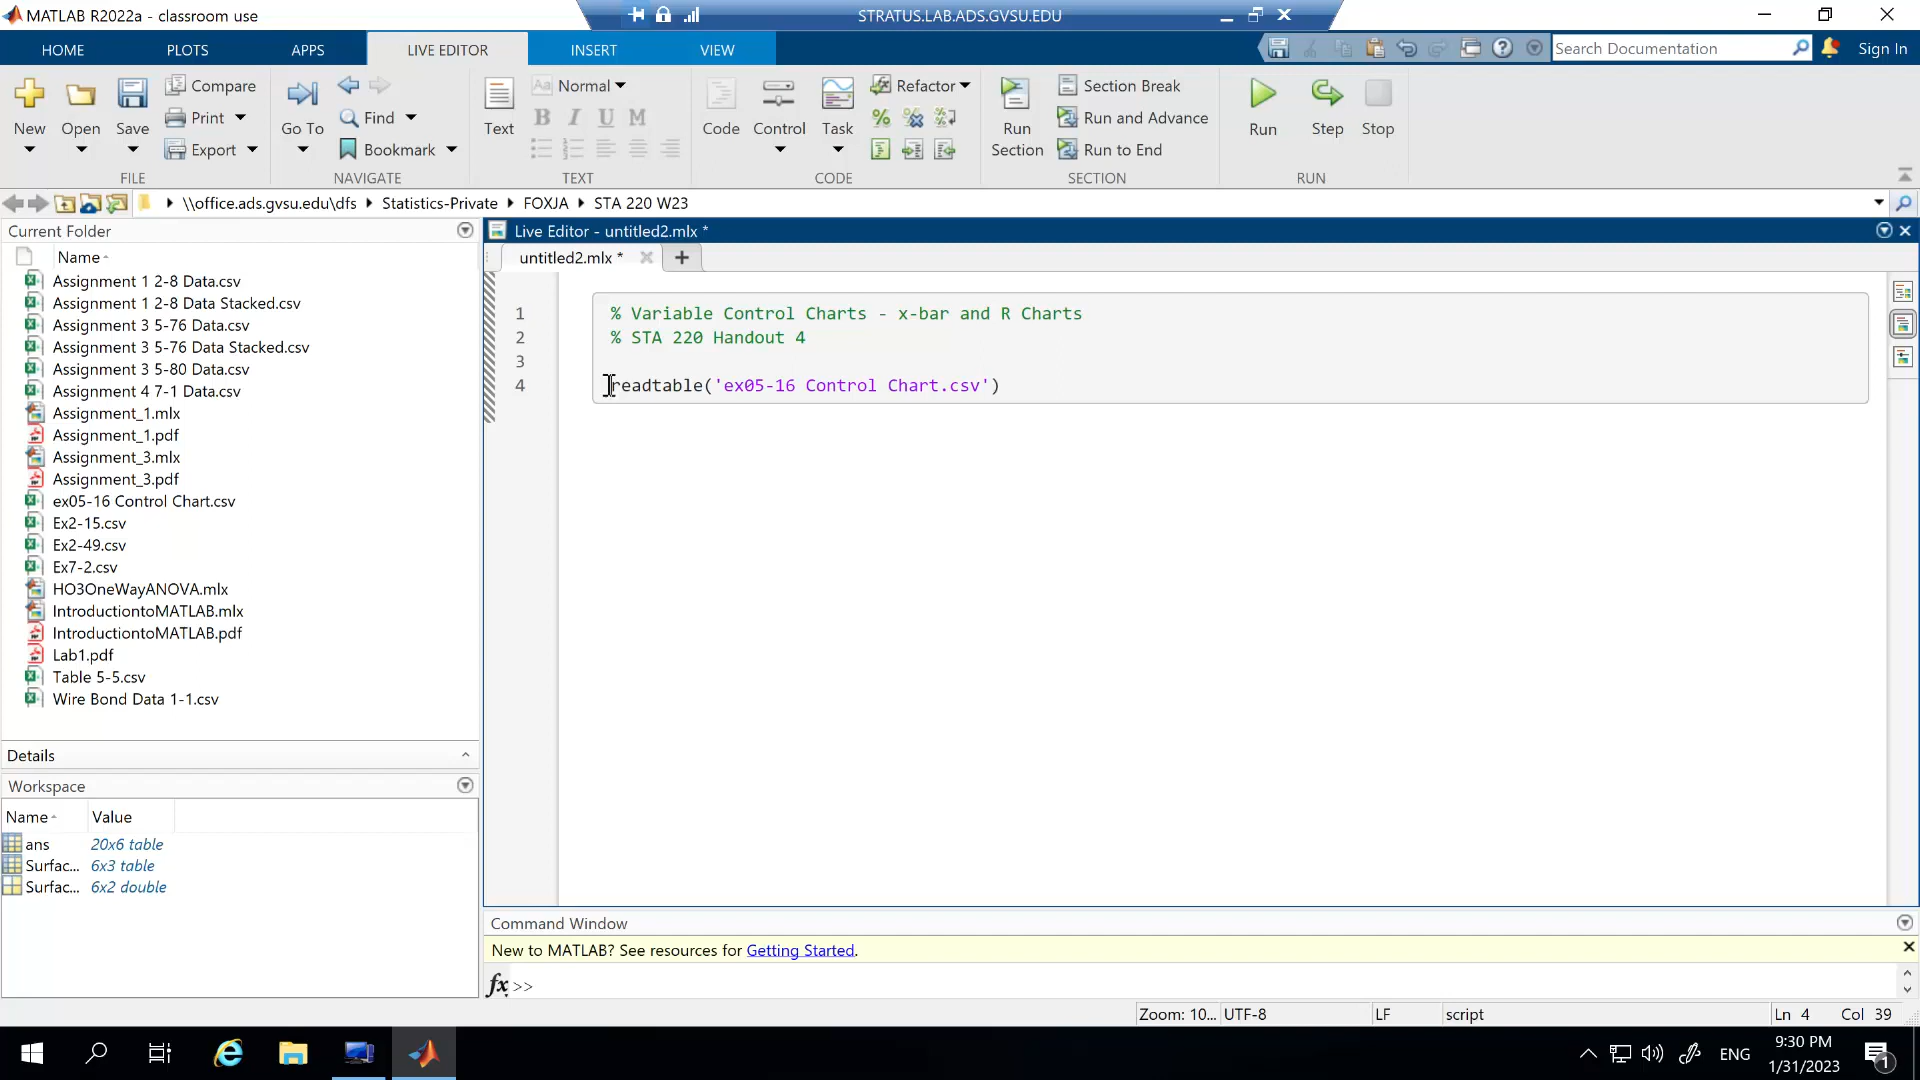 MATLAB R2022a - classroom use
STRATUS.LAB.ADS.GVSU.EDU
HOME PLOTS APPS LIVE EDITOR INSERT VIEW
Search Documentation
Sign In
New
Open
Save
Compare
Print
Export
FILE
Go To
Find
Bookmark
NAVIGATE
Text
Aa Normal
B I U M
TEXT
Code
Control
Task
Refactor
CODE
Run Section
Section Break
Run and Advance
Run to End
SECTION
Run
Step
Stop
RUN
\\office.ads.gvsu.edu\dfs Statistics-Private FOXJA STA 220 W23
Current Folder
Name
Assignment 1 2-8 Data.csv
Assignment 1 2-8 Data Stacked.csv
Assignment 3 5-76 Data.csv
Assignment 3 5-76 Data Stacked.csv
Assignment 3 5-80 Data.csv
Assignment 4 7-1 Data.csv
Assignment_1.mlx
Assignment_1.pdf
Assignment_3.mlx
Assignment_3.pdf
ex05-16 Control Chart.csv
Ex2-15.csv
Ex2-49.csv
Ex7-2.csv
HO3OneWayANOVA.mlx
IntroductiontoMATLAB.mlx
IntroductiontoMATLAB.pdf
Lab1.pdf
Table 5-5.csv
Wire Bond Data 1-1.csv
Details
Workspace
Name Value
ans 20x6 table
Surfac... 6x3 table
Surfac... 6x2 double
Live Editor - untitled2.mlx *
untitled2.mlx *
1 % Variable Control Charts - x-bar and R Charts
2 % STA 220 Handout 4
3
4 readtable('ex05-16 Control Chart.csv')
Command Window
New to MATLAB? See resources for Getting Started.
fx >>
Zoom: 10... UTF-8 LF script Ln 4 Col 39
ENG
9:30 PM
1/31/2023
1